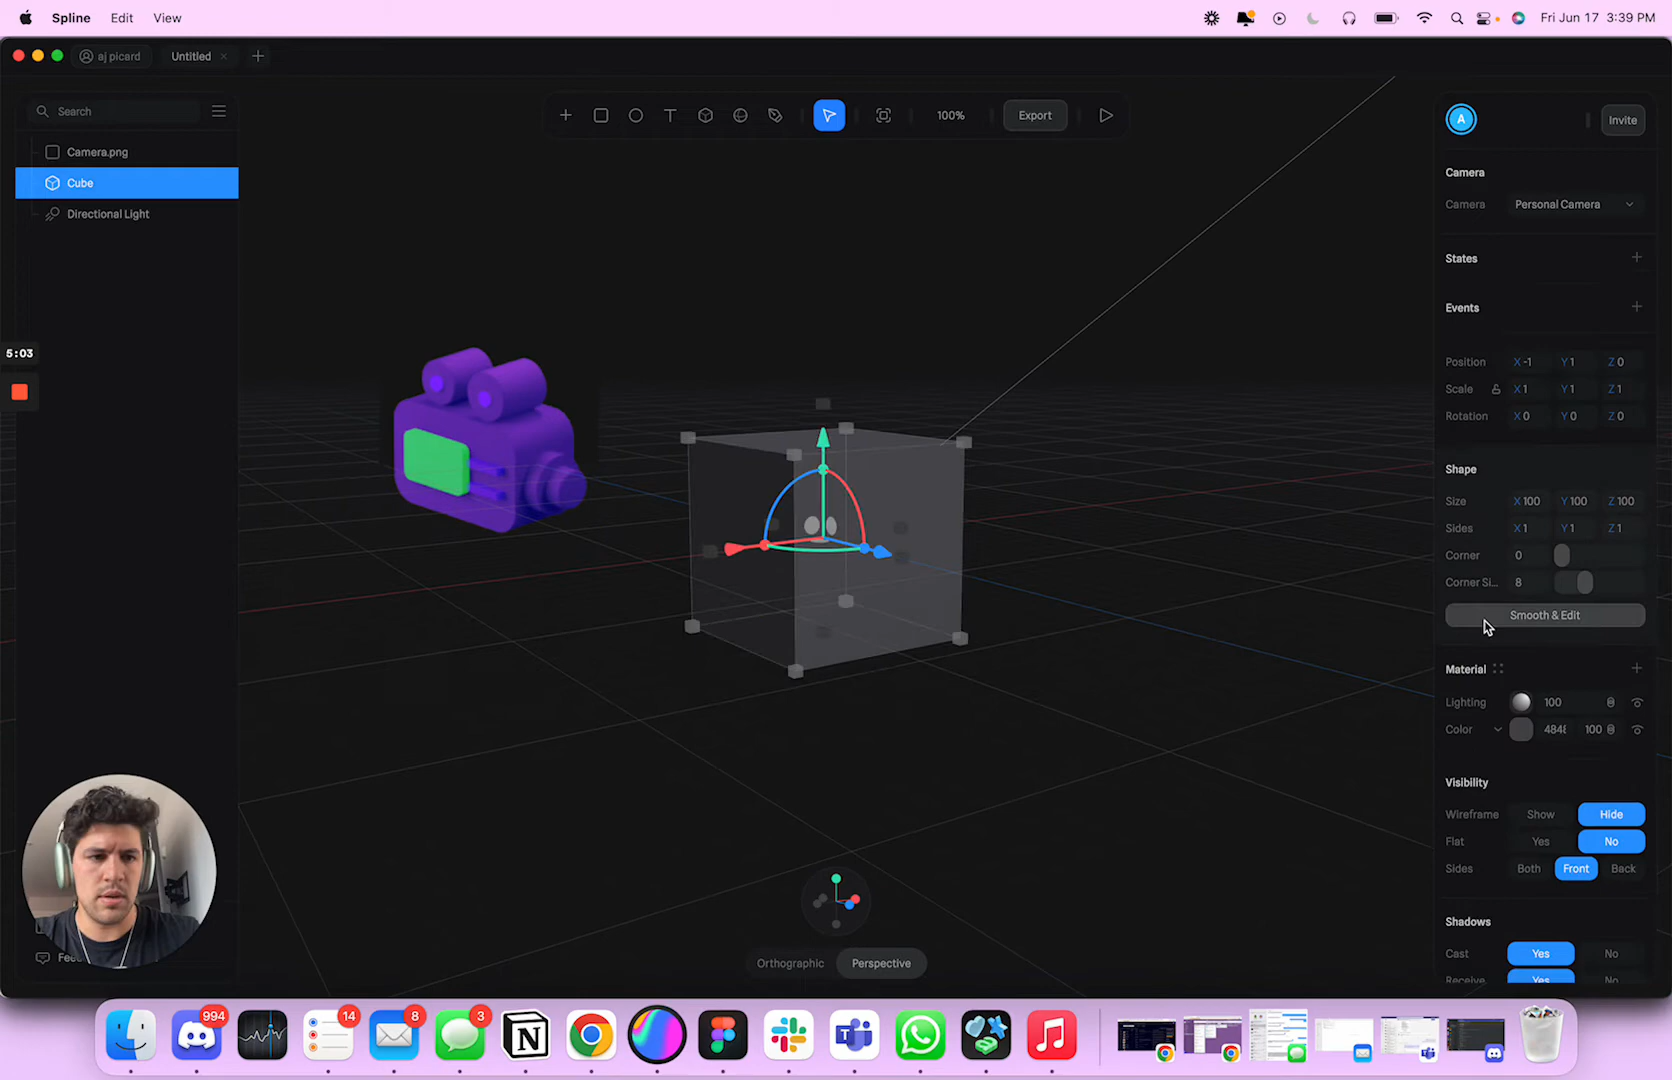 Spline Edit View
Fri Jun 17 3:39 PM
aj picard
Untitled
Search
Camera.png
Cube
Directional Light
100%
Export
A
Invite
Camera
Camera Personal Camera
States
Events
Position X -1 Y 1 Z 0
Scale X 1 Y 1 Z 1
Rotation X 0 Y 0 Z 0
Shape
Size X 100 Y 100 Z 100
Sides X 1 Y 1 Z 1
Corner 0
Corner Si... 8
Smooth & Edit
Material
Lighting 100
Color 484 100
Visibility
Wireframe Show Hide
Flat Yes No
Sides Both Front Back
Shadows
Cast Yes No
Receive Yes No
5:03
Orthographic Perspective
994
14
8
3